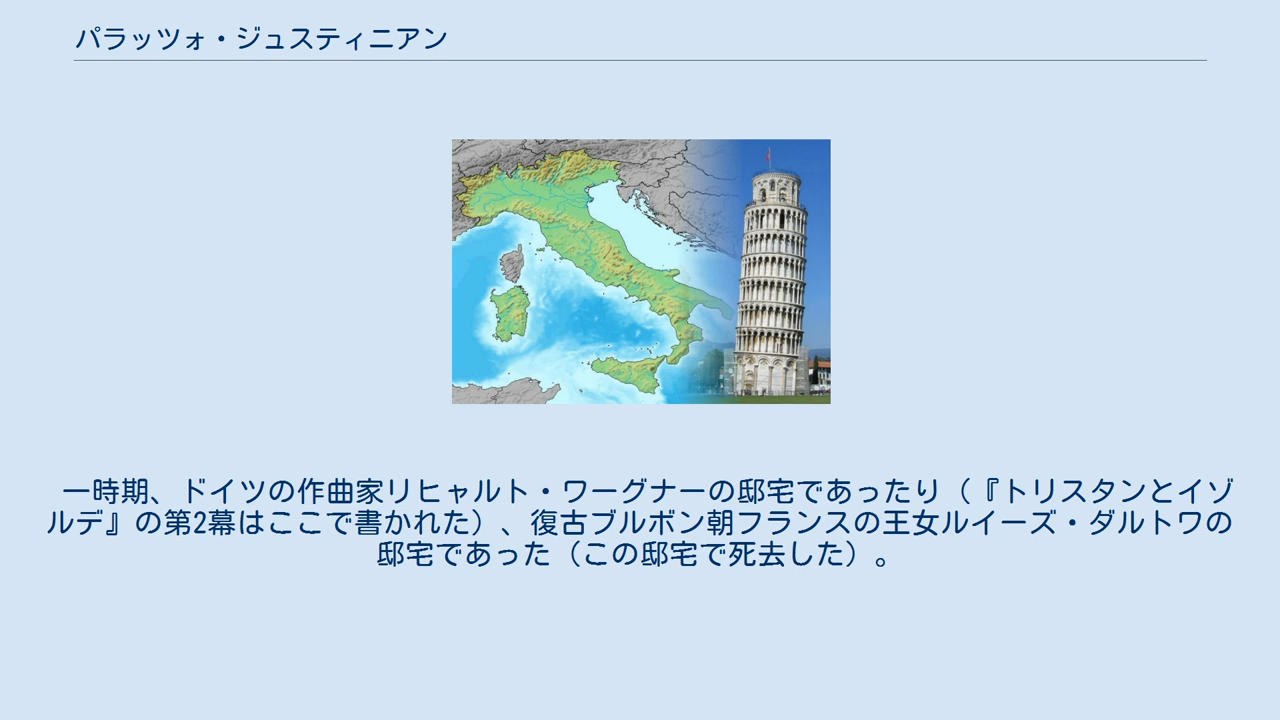 パラッツォ・ジュスティニアン
一時期、ドイツの作曲家リヒャルト・ワーグナーの邸宅であったり（『トリスタンとイゾ
ルデ』の第2幕はここで書かれた）、復古ブルボン朝フランスの王女ルイーズ・ダルトワの
邸宅であった（この邸宅で死去した）。